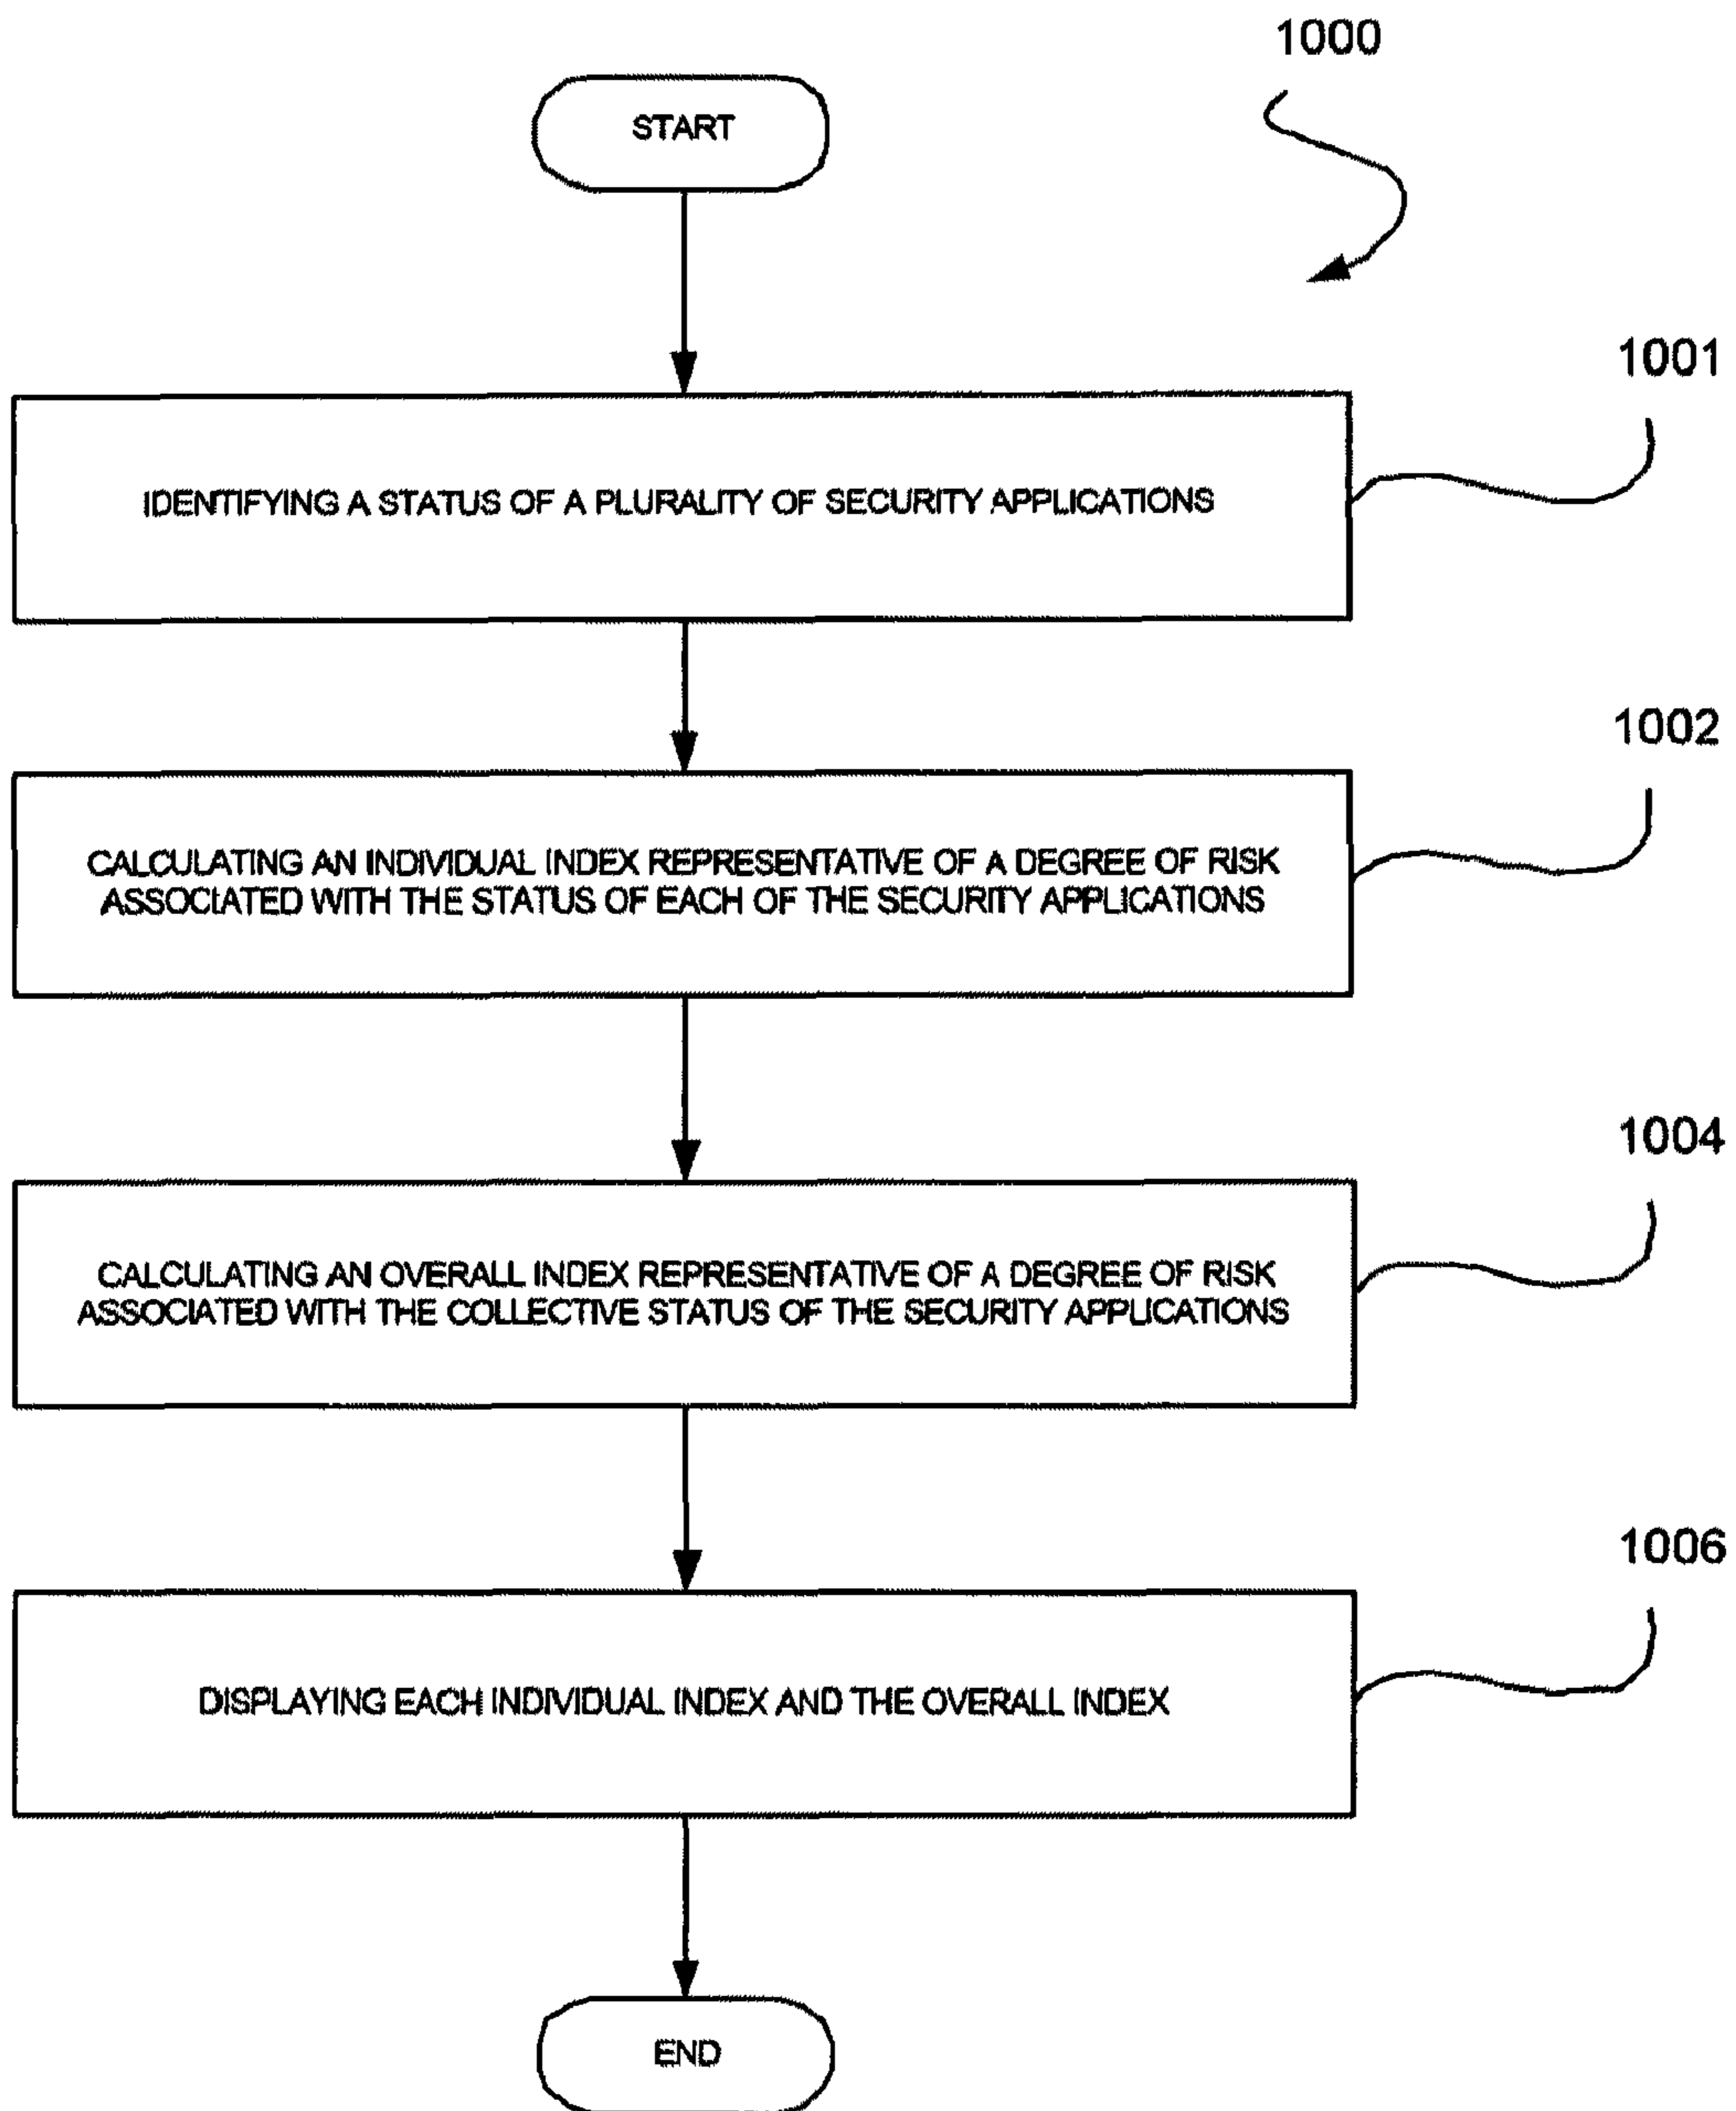 1000
START
1001
IDENTIFYING A STATUS OF A PLURALITY OF SECURITY APPLICATIONS
1002
CALCULATING AN INDIVIDUAL INDEX REPRESENTATIVE OF A DEGREE OF RISK
ASSOCIATED WITH THE STATUS OF EACH OF THE SECURITY APPLICATIONS
1004
CALCULATING AN OVERALL INDEX REPRESENTATIVE OF A DEGREE OF RISK
ASSOCIATED WITH THE COLLECTIVE STATUS OF THE SECURITY APPLICATIONS
1006
DISPLAYING EACH INDIVIDUAL INDEX AND THE OVERALL INDEX
END